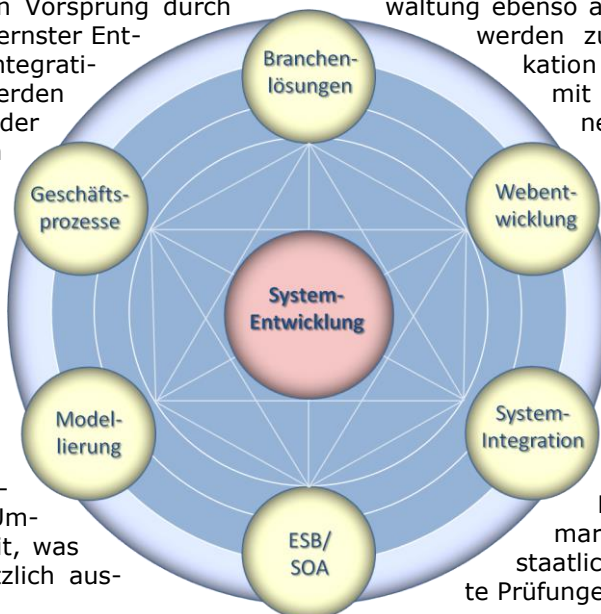 n Vorsprung durch
ernster Ent-
ntegrati-
erden
der
waltung ebenso a
werden zu
kation
mit
ne
Branchen-
lösungen
Geschäfts-
prozesse
Webent-
wicklung
System-
Entwicklung
Model-
lierung
System-
Integration
ESB/
SOA
Um-
it, was
tzlich aus-
mar
staatlic
te Prüfunge